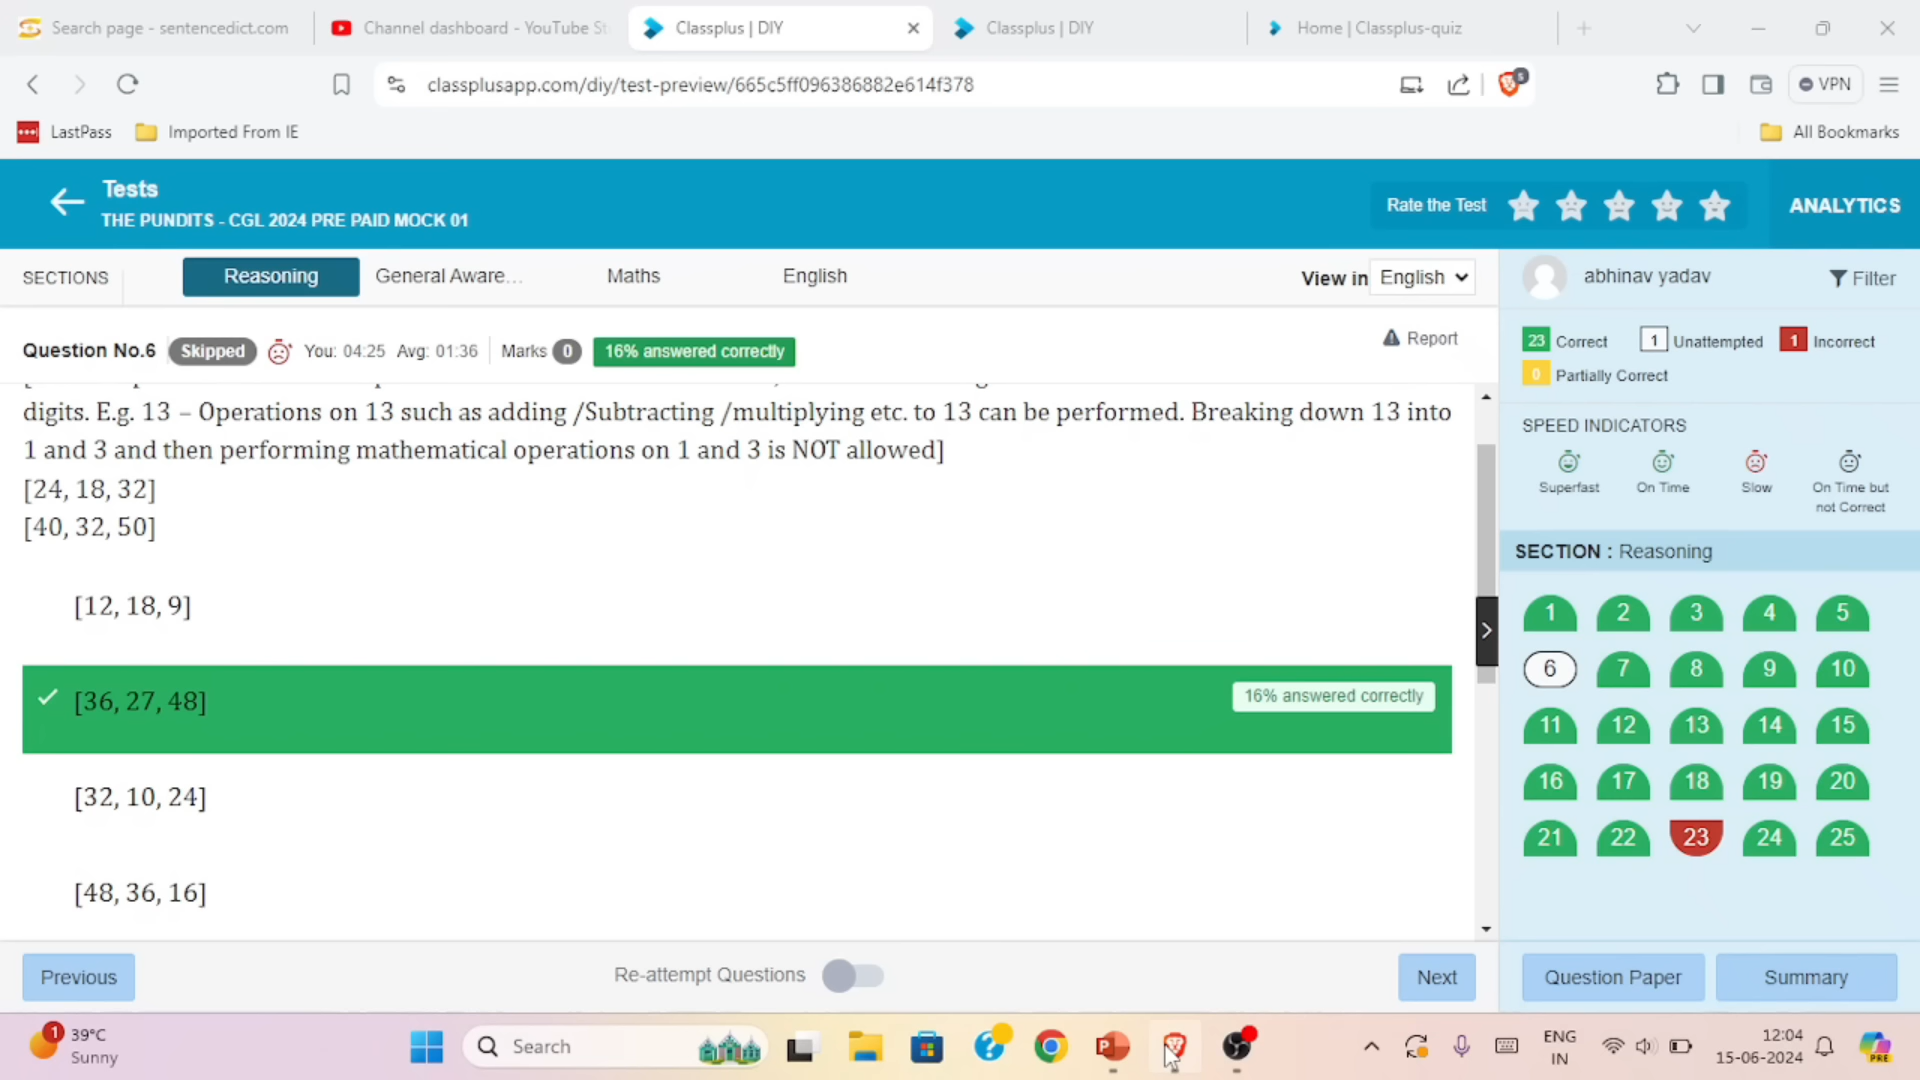 Search page - sentencedict.com
Channel dashboard - YouTube St
Classplus | DIY
Classplus | DIY
Home | Classplus-quiz
classplusapp.com/diy/test-preview/665c5ff096386882e614f378
5
VPN
LastPass
Imported From IE
All Bookmarks
Tests
THE PUNDITS - CGL 2024 PRE PAID MOCK 01
Rate the Test
ANALYTICS
SECTIONS
Reasoning
General Aware...
Maths
English
View in
English
abhinav yadav
Filter
Question No.6
Skipped
You: 04:25 Avg: 01:36
Marks 0
16% answered correctly
Report
23 Correct
1 Unattempted
1 Incorrect
0 Partially Correct
digits. E.g. 13 – Operations on 13 such as adding /Subtracting /multiplying etc. to 13 can be performed. Breaking down 13 into
1 and 3 and then performing mathematical operations on 1 and 3 is NOT allowed]
[24, 18, 32]
[40, 32, 50]
[12, 18, 9]
[36, 27, 48]
16% answered correctly
[32, 10, 24]
[48, 36, 16]
SPEED INDICATORS
Superfast
On Time
Slow
On Time but
not Correct
SECTION : Reasoning
1 2 3 4 5
6 7 8 9 10
11 12 13 14 15
16 17 18 19 20
21 22 23 24 25
Previous
Re-attempt Questions
Next
Question Paper
Summary
1
39°C
Sunny
Search
ENG
IN
12:04
15-06-2024
PRE